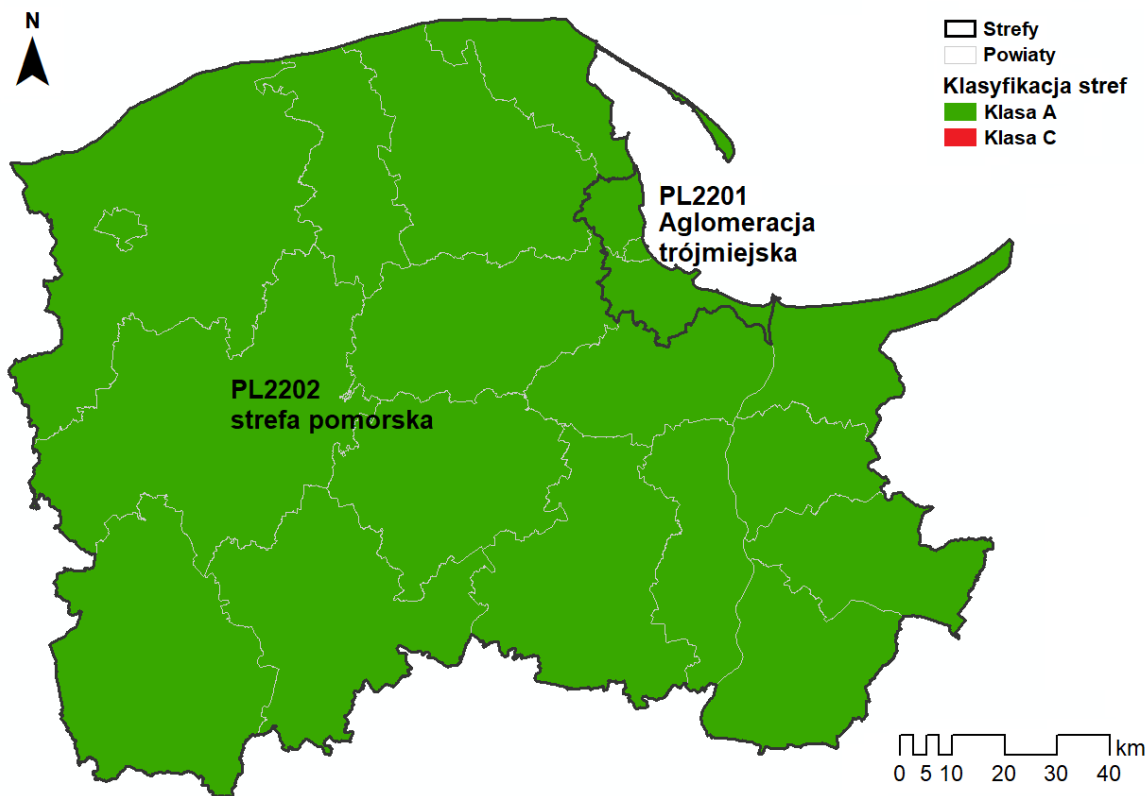 N
Strefy
Powiaty
Klasyfikacja stref
Klasa A
Klasa C
PL2201
Aglomeracja
trójmiejska
PL2202
strefa pomorska
km
0 5 10 20 30 40